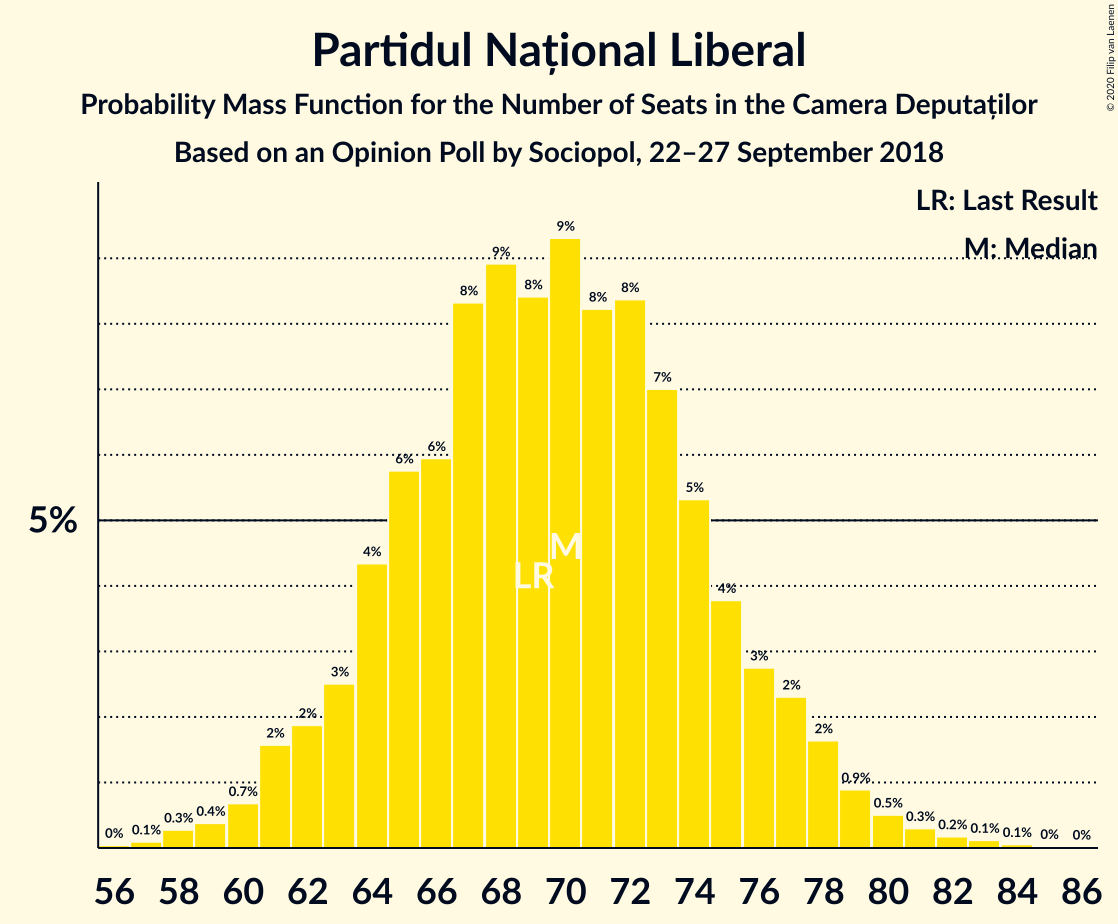 Partidul Național Liberal
Probability Mass Function for the Number of Seats in the Camera Deputaților
Based on an Opinion Poll by Sociopol, 22–27 September 2018
© 2020 Filip van Laenen
LR: Last Result
M: Median
5%
0% 0.1% 0.3% 0.4% 0.7% 2% 2% 3% 4% 6% 6% 8% 9% 8% 9% 8% 8% 7% 5% 4% 3% 2% 2% 0.9% 0.5% 0.3% 0.2% 0.1% 0.1% 0% 0%
M
LR
56 58 60 62 64 66 68 70 72 74 76 78 80 82 84 86